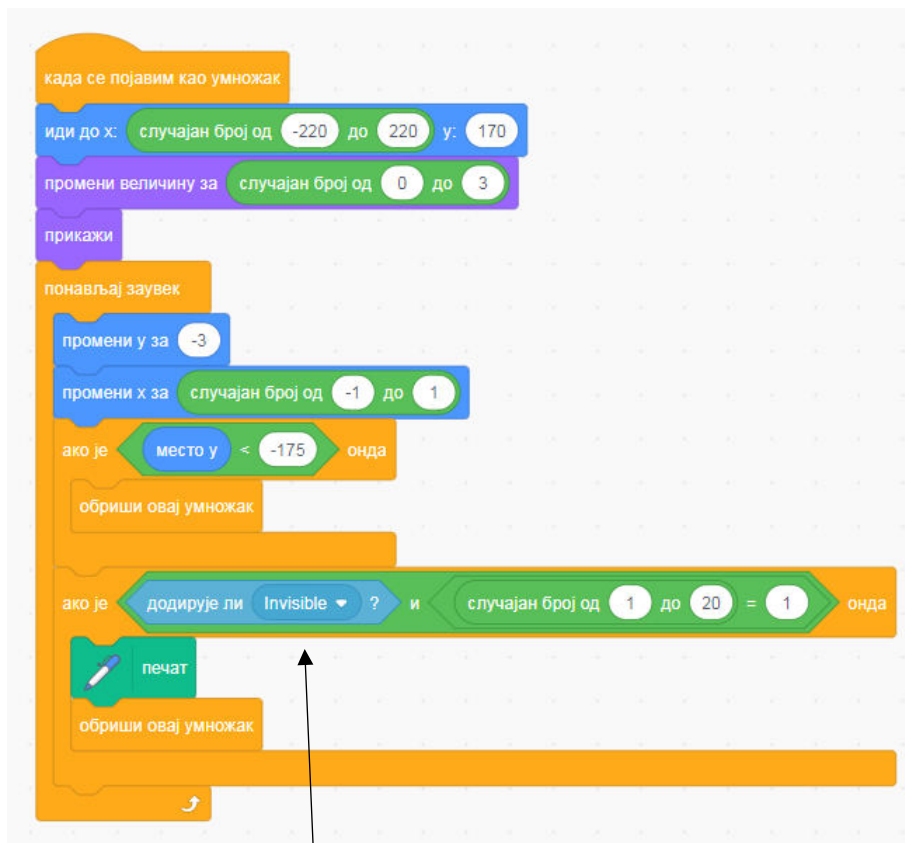 када се појавим као умножак
иди до x: случајан број од -220 до 220 y: 170
промени величину за случајан број од 0 до 3
прикажи
понављај заувек
промени y за -3
промени x за случајан број од -1 до 1
ако је место y < -175 онда
обриши овај умножак
ако је додирује ли Invisible ? и случајан број од 1 до 20 = 1 онда
печат
обриши овај умножак